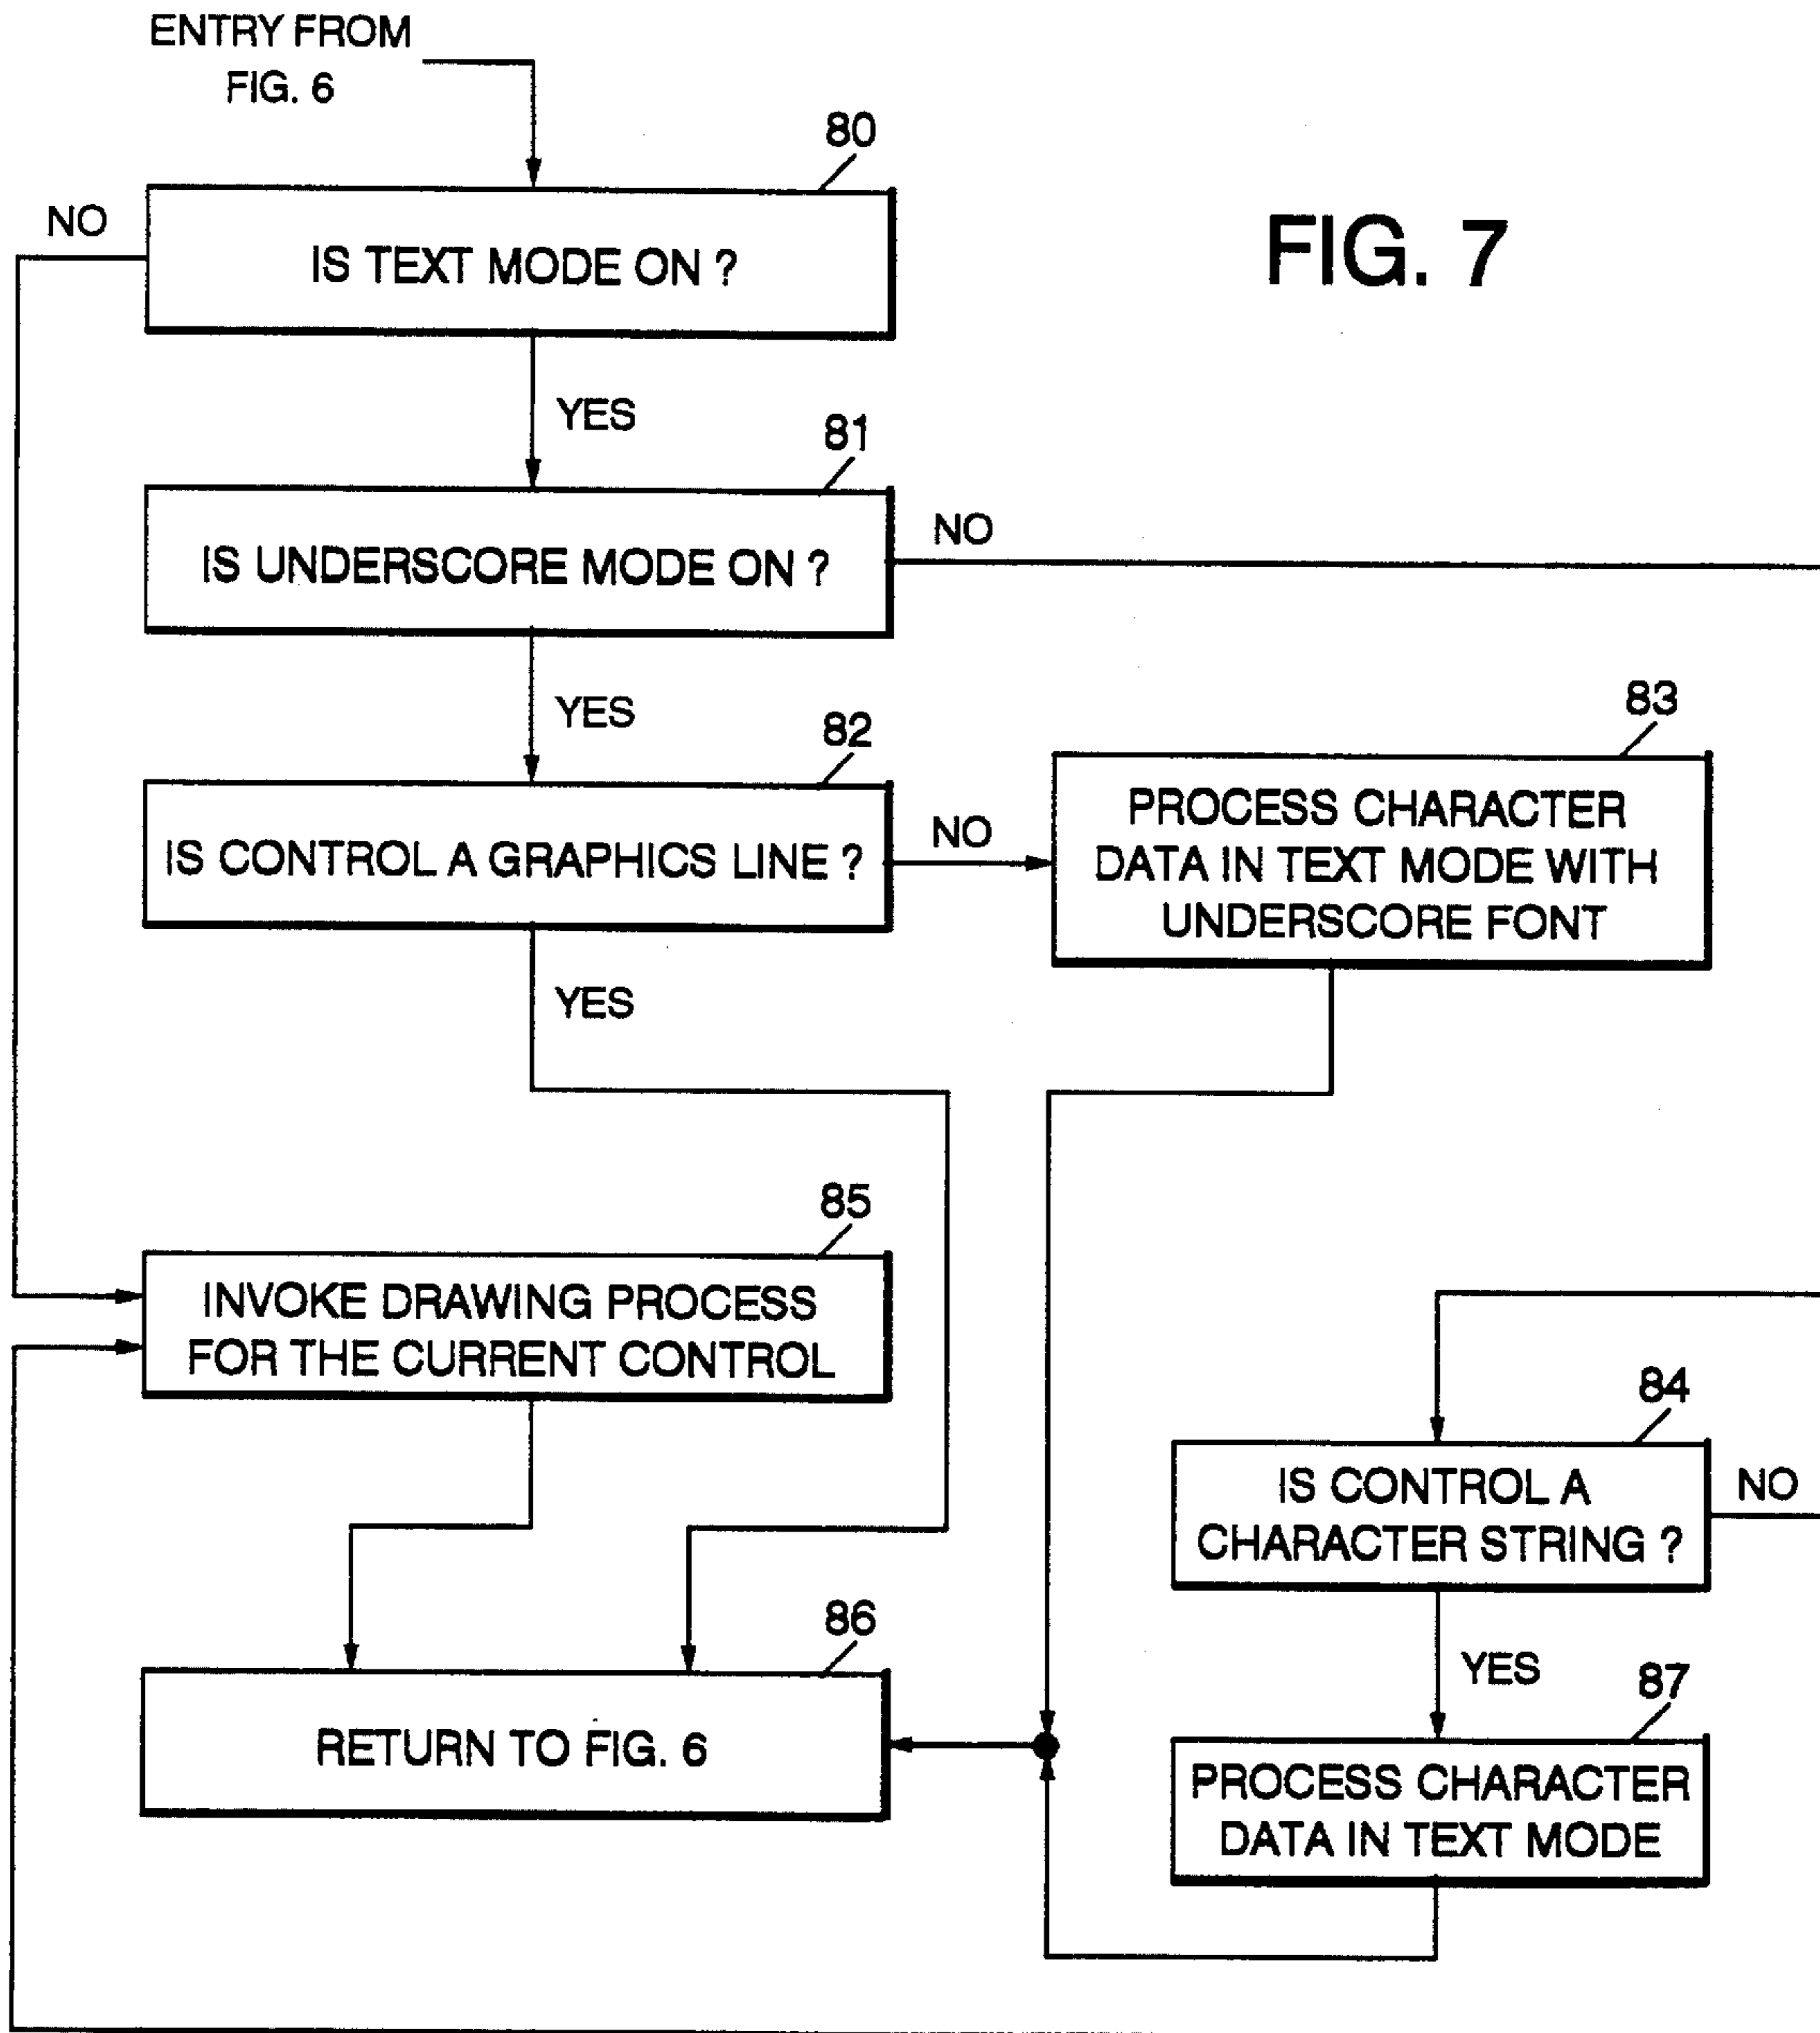 ENTRY FROM
FIG. 6
FIG. 7
80
NO
IS TEXT MODE ON ?
YES
81
NO
IS UNDERSCORE MODE ON ?
YES
82
IS CONTROL A GRAPHICS LINE ?
NO
83
PROCESS CHARACTER
DATA IN TEXT MODE WITH
UNDERSCORE FONT
YES
85
INVOKE DRAWING PROCESS
FOR THE CURRENT CONTROL
84
IS CONTROL A
CHARACTER STRING ?
NO
YES
86
RETURN TO FIG. 6
87
PROCESS CHARACTER
DATA IN TEXT MODE